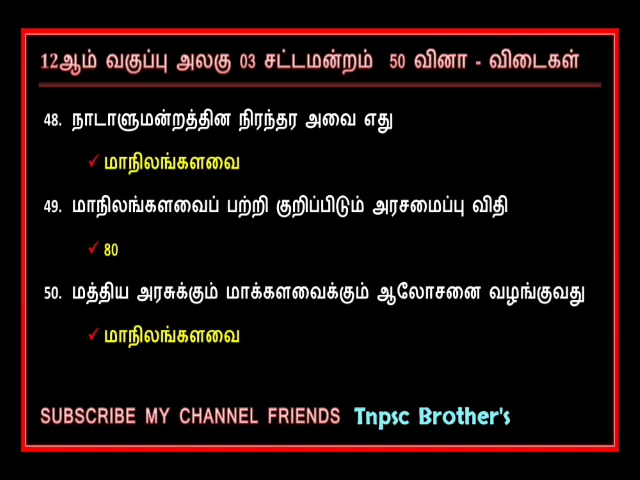 12ஆம் வகுப்பு அலகு 03 சட்டமன்றம் 50 வினா - விடைகள்
48. நாடாளுமன்றத்தின நிரந்தர அவை எது
✓ மாநிலங்களவை
49. மாநிலங்களவைப் பற்றி குறிப்பிடும் அரசமைப்பு விதி
✓ 80
50. மத்திய அரசுக்கும் மாக்களவைக்கும் ஆலோசனை வழங்குவது
✓ மாநிலங்களவை
SUBSCRIBE MY CHANNEL FRIENDS Tnpsc Brother's